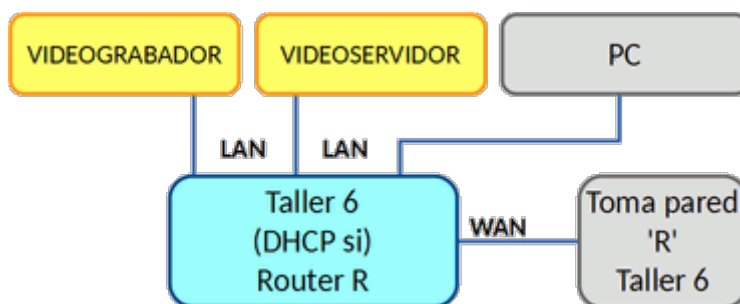 VIDEOGRABADOR
VIDEOSERVIDOR
PC
LAN
LAN
Taller 6
(DHCP si)
Router R
WAN
Toma pared
'R'
Taller 6